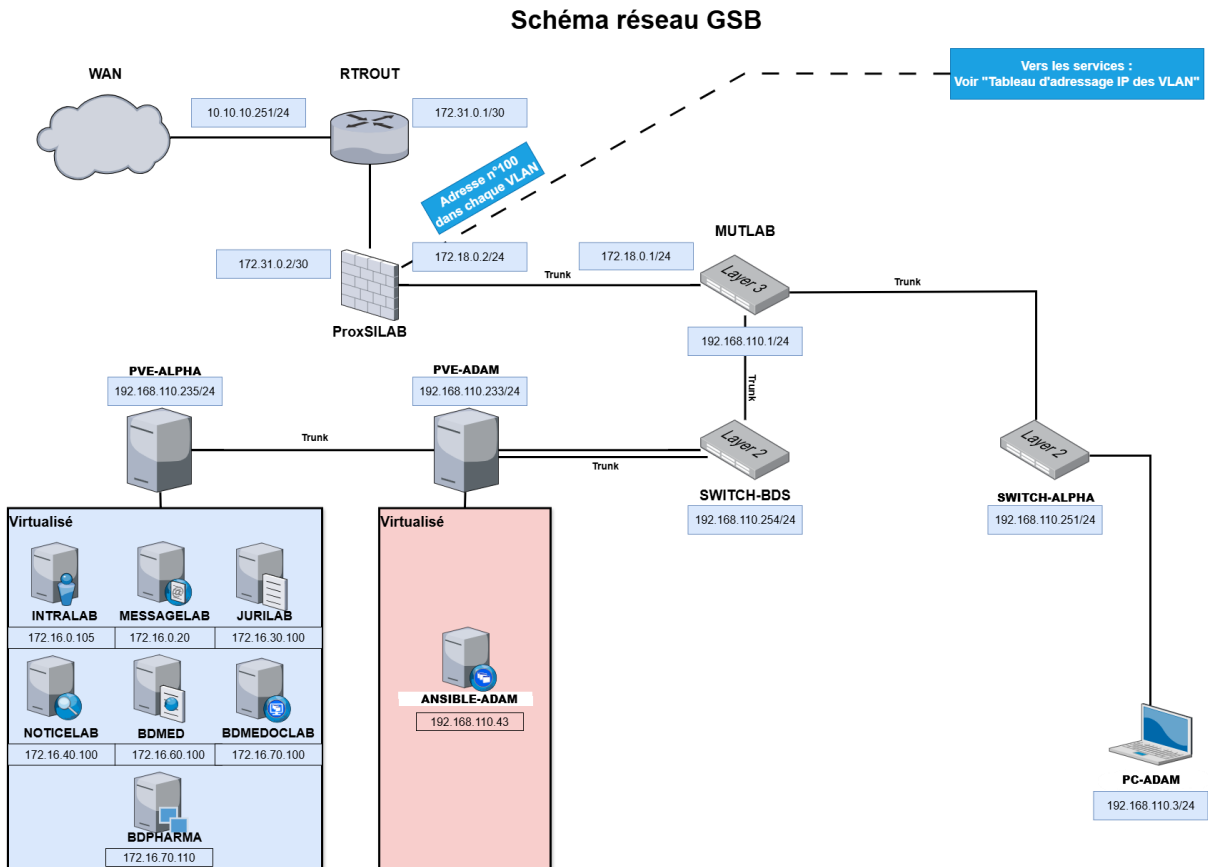 Schéma réseau GSB
Vers les services :
Voir "Tableau d'adressage IP des VLAN"
WAN
RTROUT
10.10.10.251/24
172.31.0.1/30
Adresse n°100
dans chaque VLAN
MUTLAB
172.31.0.2/30
172.18.0.2/24
172.18.0.1/24
Layer 3
Trunk
Trunk
ProxSILAB
192.168.110.1/24
Trunk
PVE-ALPHA
192.168.110.235/24
PVE-ADAM
192.168.110.233/24
Trunk
Trunk
Layer 2
SWITCH-BDS
192.168.110.254/24
Layer 2
SWITCH-ALPHA
192.168.110.251/24
Virtualisé
@
INTRALAB
MESSAGELAB
JURILAB
172.16.0.105
172.16.0.20
172.16.30.100
NOTICELAB
BDMED
BDMEDOCLAB
172.16.40.100
172.16.60.100
172.16.70.100
BDPHARMA
172.16.70.110
Virtualisé
ANSIBLE-ADAM
192.168.110.43
PC-ADAM
192.168.110.3/24